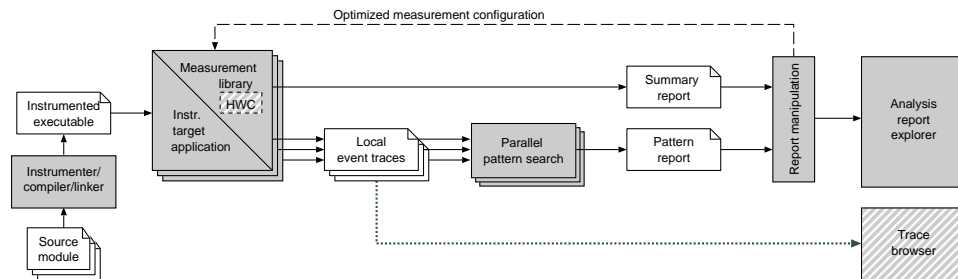 Optimized measurement configuration
Measurement
library
HWC
Instr.
target
application
Instrumented
executable
Instrumenter/
compiler/linker
Source
module
Local
event traces
Parallel
pattern search
Summary
report
Pattern
report
Report manipulation
Analysis
report
explorer
Trace
browser